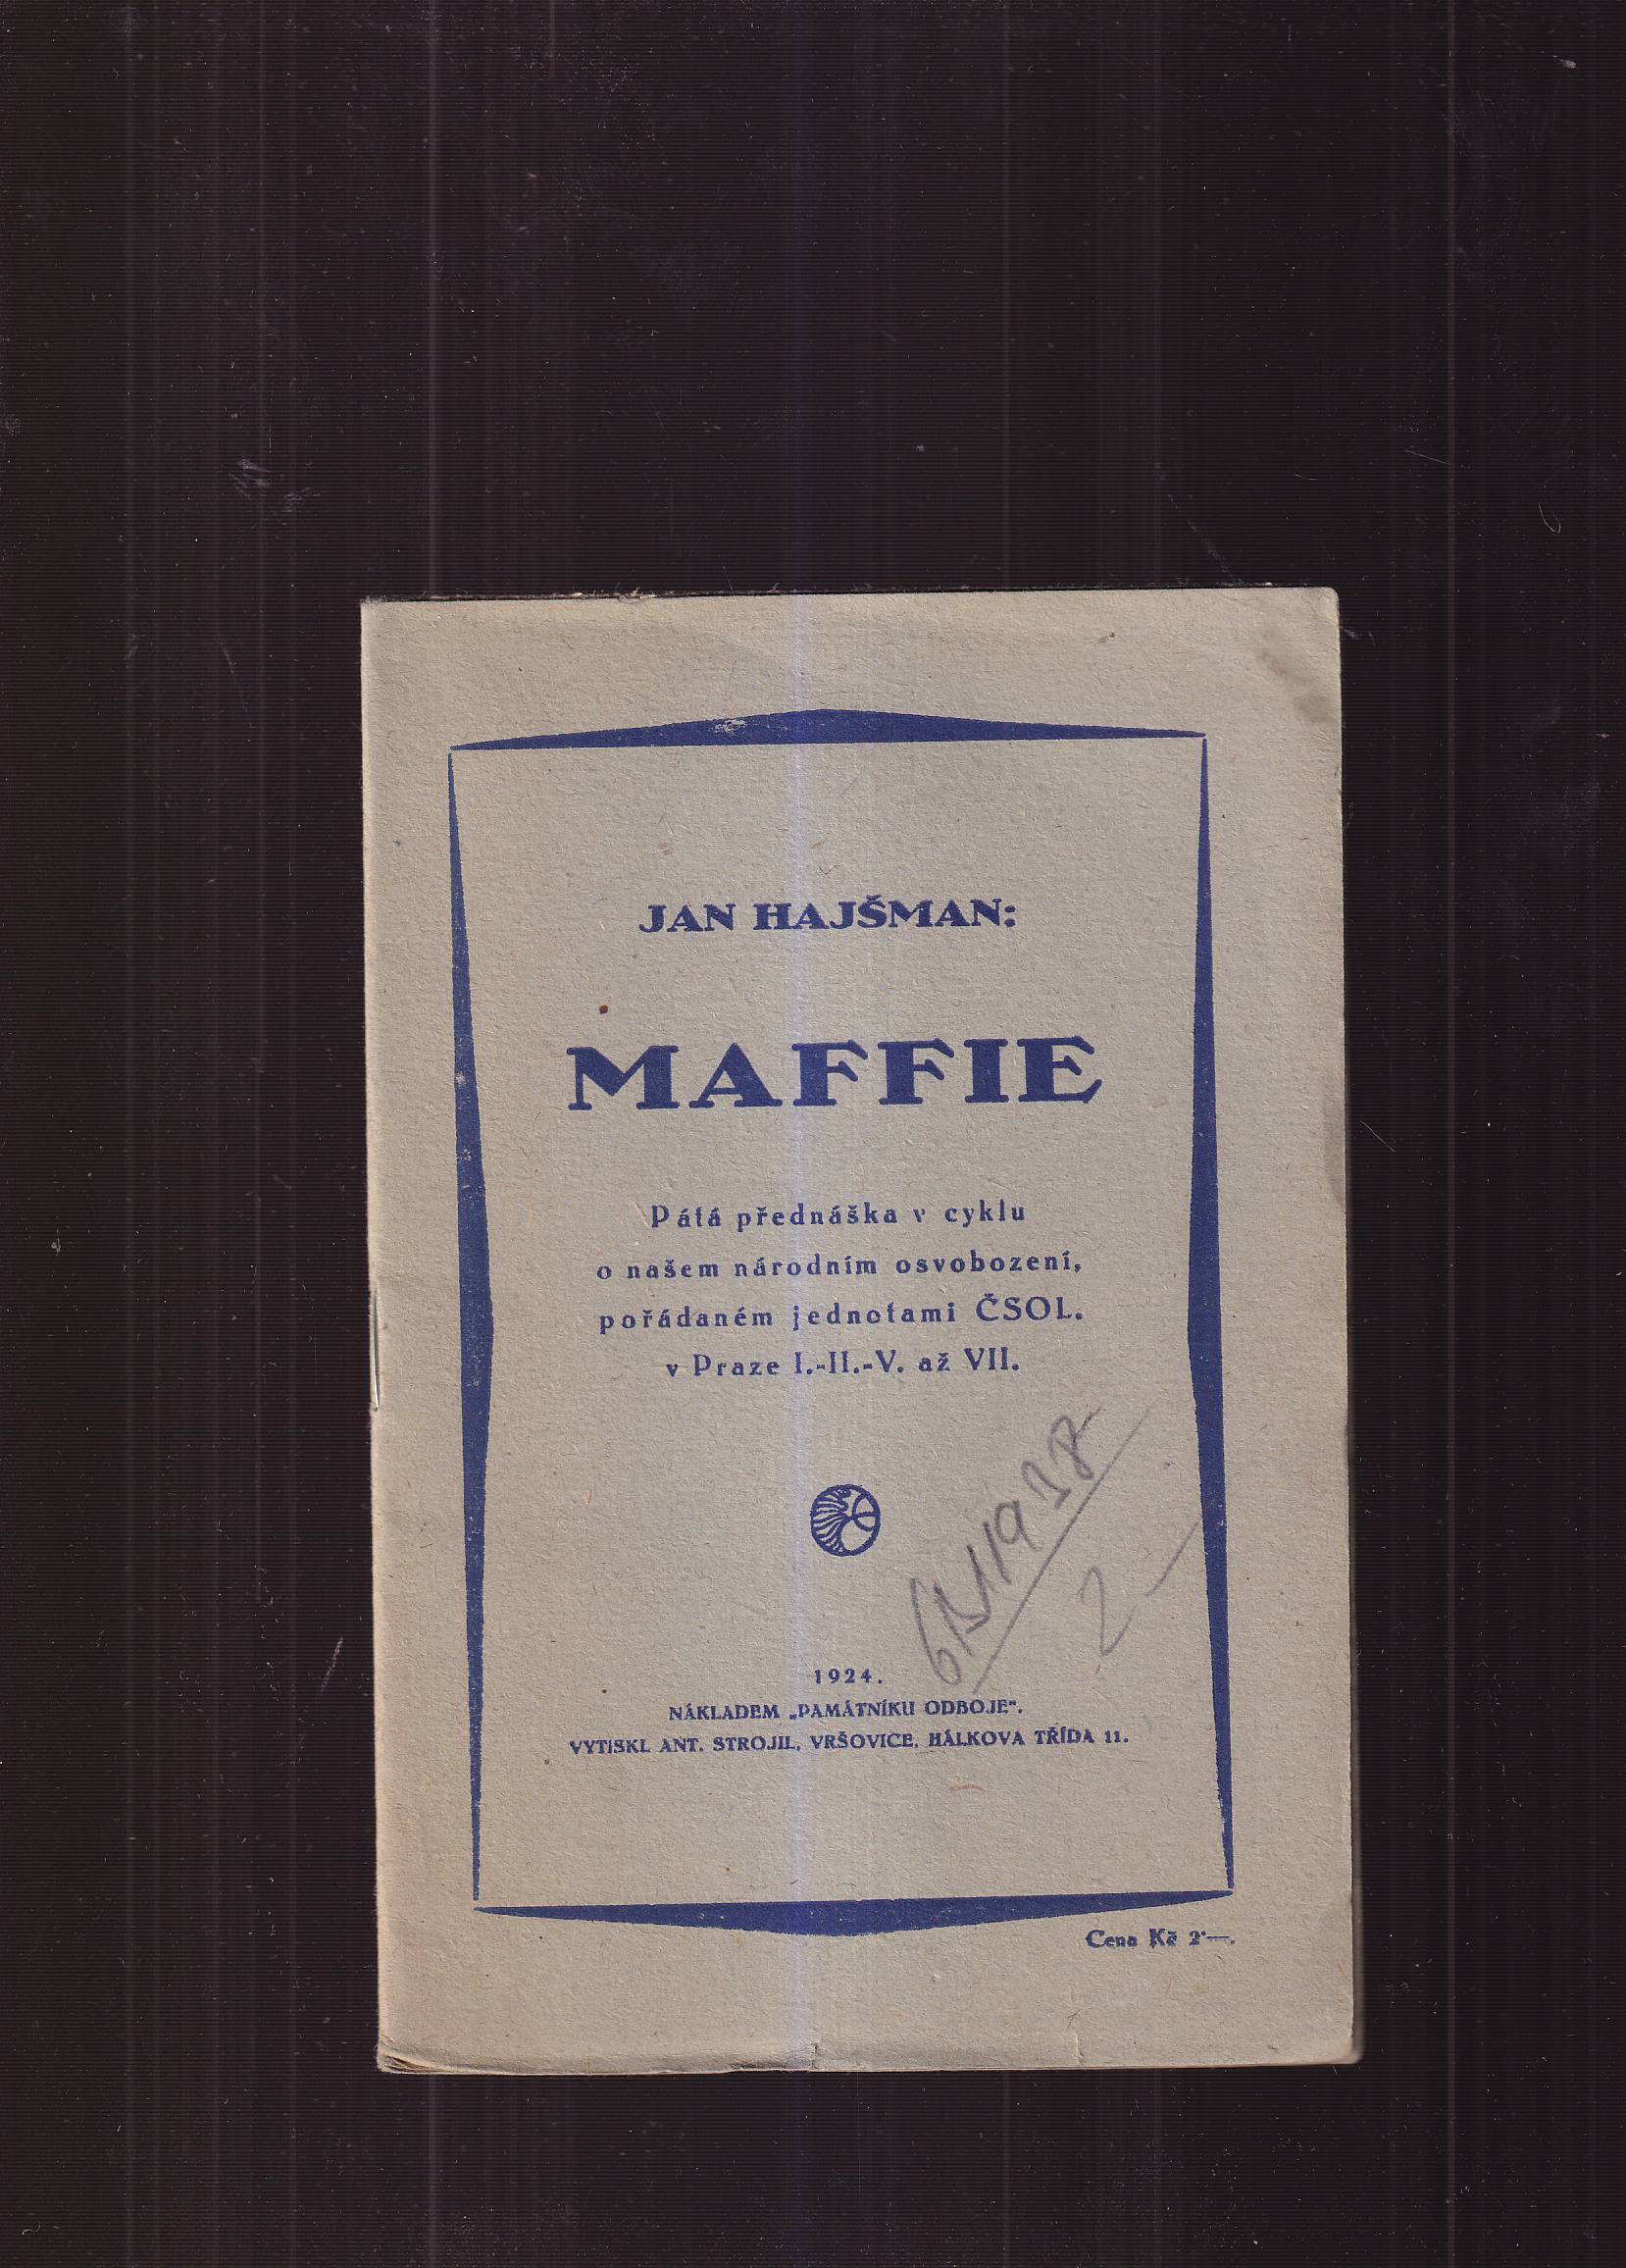 JAN HAJŠMAN:
MAFFIE
Pátá přednáška v cyklu
o našem národním osvobození,
pořádaném jednotami ČSOL.
v Praze I.-II.-V. až VII.
2
1924.
NÁKLADEM „PAMÁTNÍKU ODBOJE“.
VYTISKL ANT. STROJIL, VRŠOVICE, HÁLKOVA TŘÍDA 11.
Cena Kč 2·—.